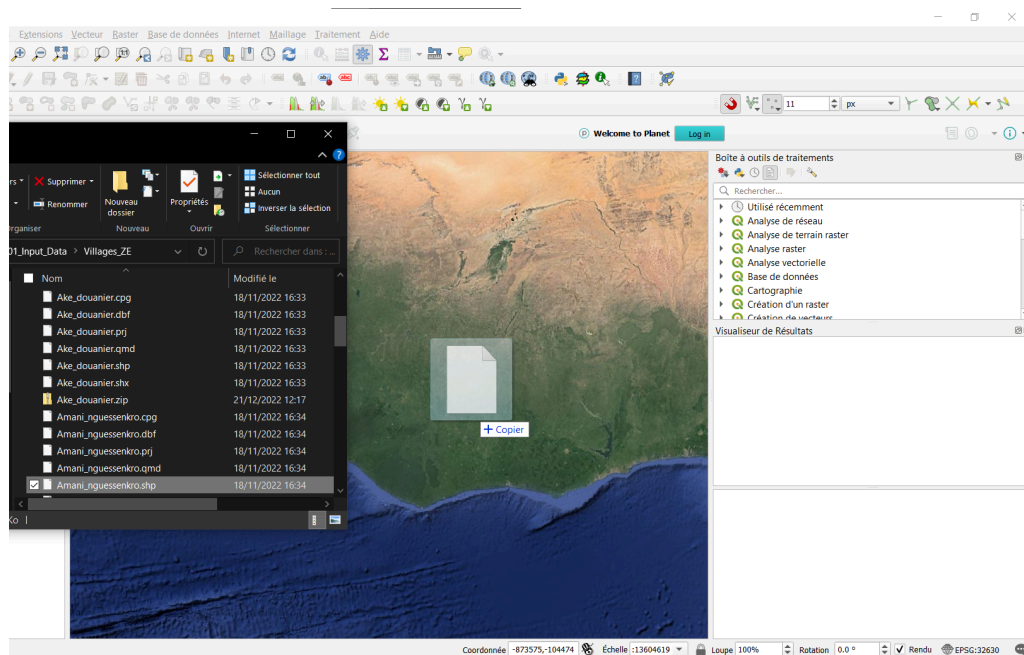 Extensions Vecteur Raster Base de données Internet Maillage Traitement Aide
11 px
Welcome to Planet Log in
Supprimer
Renommer
Nouveau dossier
Propriétés
Sélectionner tout
Aucun
Inverser la sélection
Nouveau Ouvrir Sélectionner
01_Input_Data > Villages_ZE Rechercher dans : ...
Nom Modifié le
Ake_douanier.cpg 18/11/2022 16:33
Ake_douanier.dbf 18/11/2022 16:33
Ake_douanier.prj 18/11/2022 16:33
Ake_douanier.qmd 18/11/2022 16:33
Ake_douanier.shp 18/11/2022 16:33
Ake_douanier.shx 18/11/2022 16:33
Ake_douanier.zip 21/12/2022 12:17
Amani_nguessenkro.cpg 18/11/2022 16:34
Amani_nguessenkro.dbf 18/11/2022 16:34
Amani_nguessenkro.prj 18/11/2022 16:34
Amani_nguessenkro.qmd 18/11/2022 16:34
Amani_nguessenkro.shp 18/11/2022 16:34
+ Copier
Boîte à outils de traitements
Rechercher...
Utilisé récemment
Analyse de réseau
Analyse de terrain raster
Analyse raster
Analyse vectorielle
Base de données
Cartographie
Création d'un raster
Création de vecteurs
Visualiseur de Résultats
Coordonnée -873575,-104474 Échelle :13604619 Loupe 100% Rotation 0.0 ° Rendu EPSG:32630